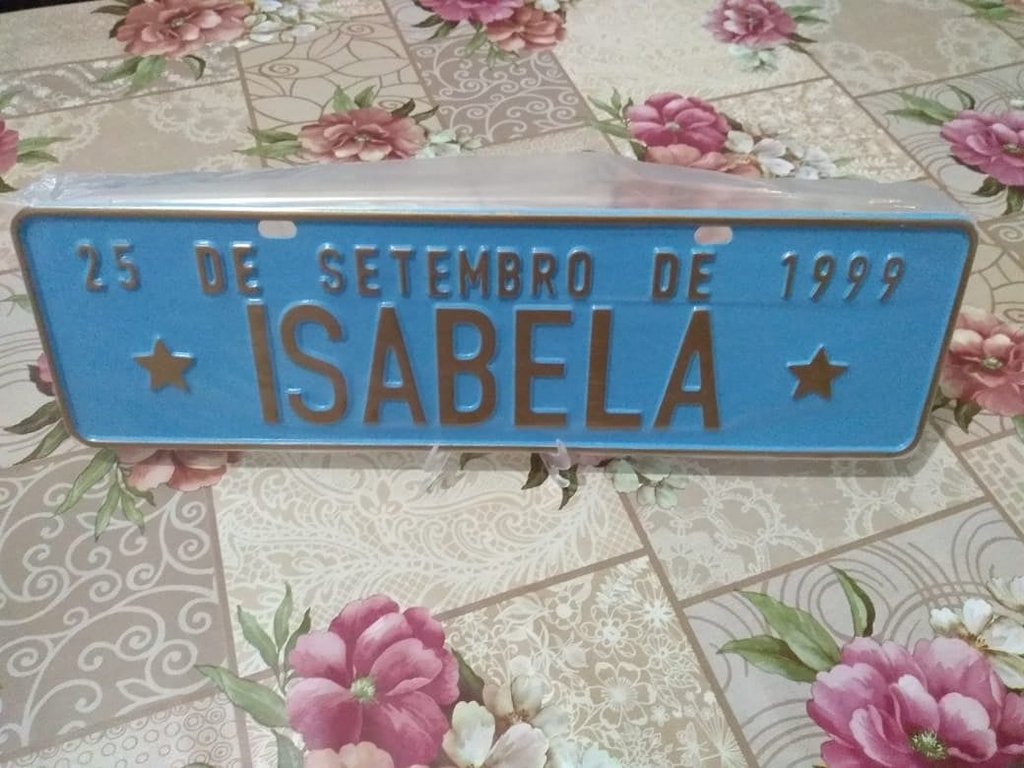 25 DE SETEMBRO DE 1999
ISABELA